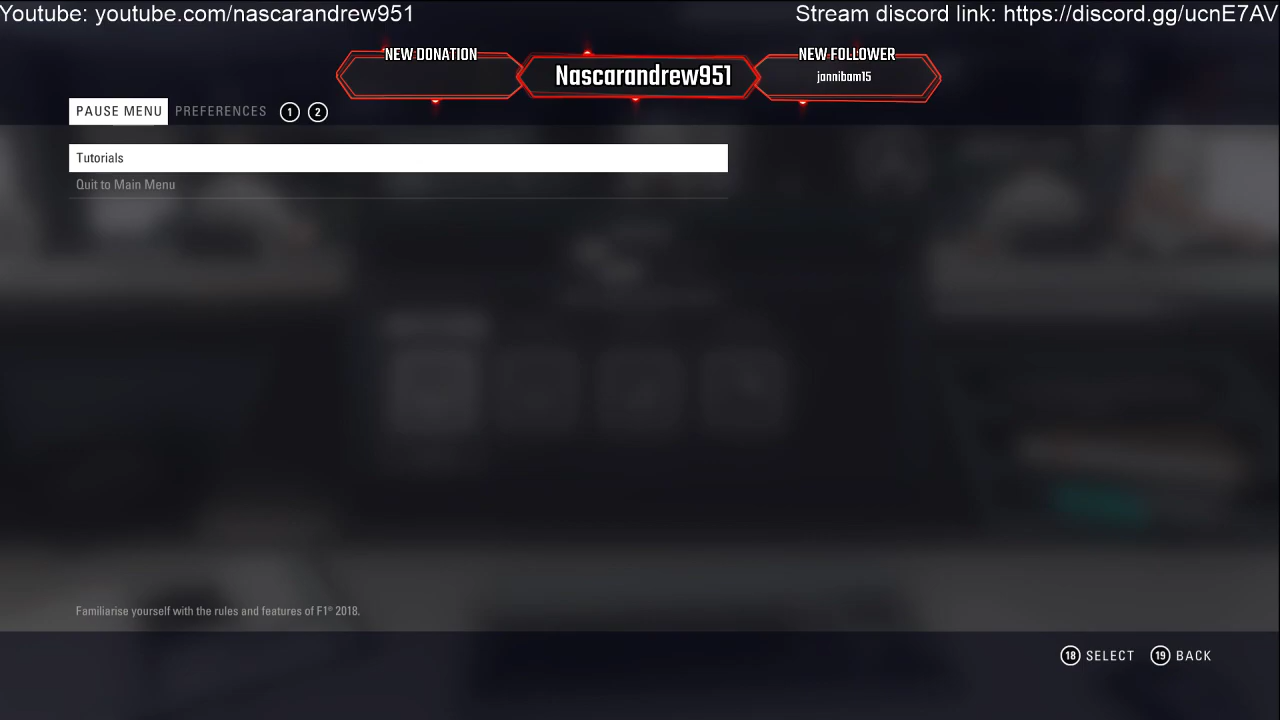 Youtube: youtube.com/nascarandrew951
Stream discord link: https://discord.gg/ucnE7AV
NEW DONATION
Nascarandrew951
NEW FOLLOWER
jannibam15
PAUSE MENU PREFERENCES 1 2
Tutorials
Quit to Main Menu
Familiarise yourself with the rules and features of F1® 2018.
18 SELECT 19 BACK